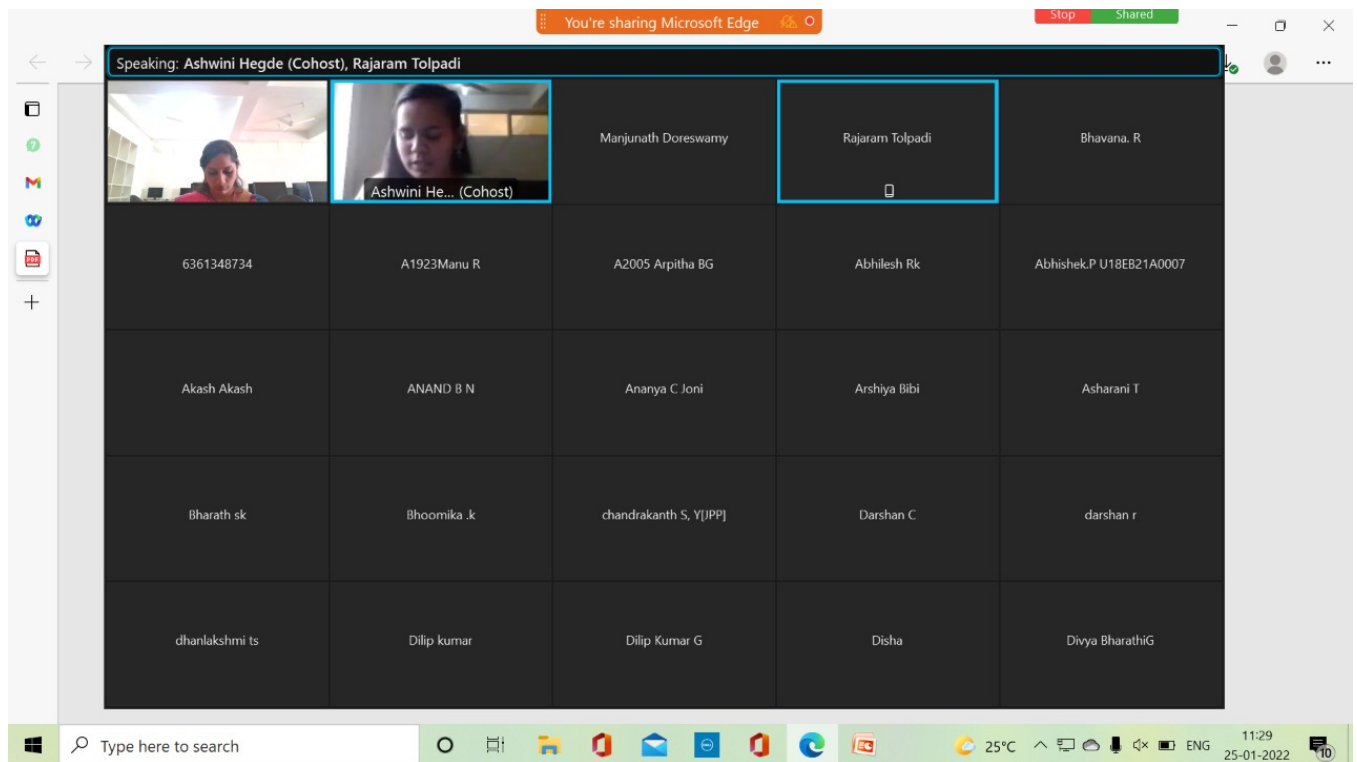 You're sharing Microsoft Edge
Stop Shared
Speaking: Ashwini Hegde (Cohost), Rajaram Tolpadi
Ashwini He... (Cohost)
Manjunath Doreswamy
Rajaram Tolpadi
Bhavana. R
6361348734
A1923Manu R
A2005 Arpitha BG
Abhilesh Rk
Abhishek.P U18EB21A0007
Akash Akash
ANAND B N
Ananya C Joni
Arshiya Bibi
Asharani T
Bharath sk
Bhoomika .k
chandrakanth S, Y[JPP]
Darshan C
darshan r
dhanlakshmi ts
Dilip kumar
Dilip Kumar G
Disha
Divya BharathiG
Type here to search
25°C
ENG
11:29
25-01-2022
10